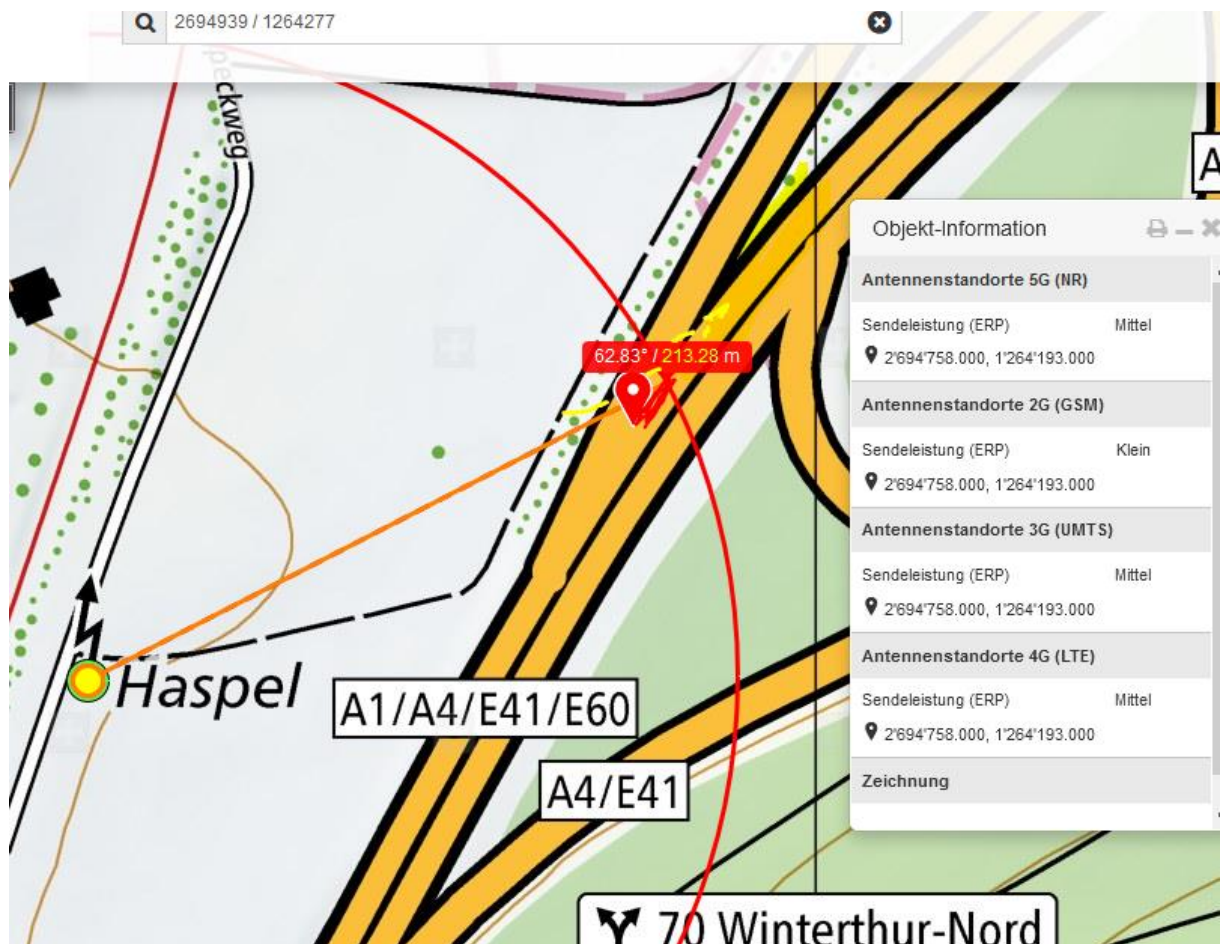 2694939 / 1264277
peckweg
A
62.83° / 213.28 m
Haspel
A1/A4/E41/E60
A4/E41
70 Winterthur-Nord
Objekt-Information
Antennenstandorte 5G (NR)
Sendeleistung (ERP) Mittel
2'694'758.000, 1'264'193.000
Antennenstandorte 2G (GSM)
Sendeleistung (ERP) Klein
2'694'758.000, 1'264'193.000
Antennenstandorte 3G (UMTS)
Sendeleistung (ERP) Mittel
2'694'758.000, 1'264'193.000
Antennenstandorte 4G (LTE)
Sendeleistung (ERP) Mittel
2'694'758.000, 1'264'193.000
Zeichnung